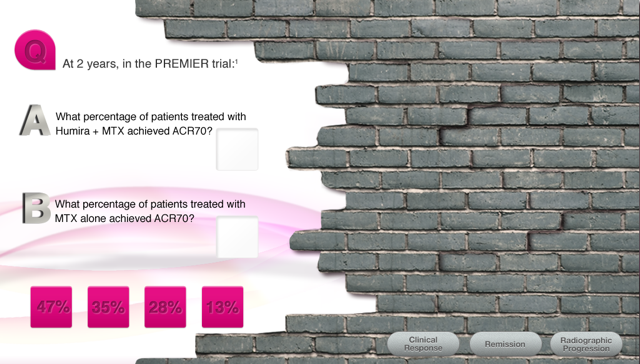 Q
At 2 years, in the PREMIER trial:¹
A
What percentage of patients treated with
Humira + MTX achieved ACR70?
B
What percentage of patients treated with
MTX alone achieved ACR70?
47% 35% 28% 13%
Clinical
Response
Remission
Radiographic
Progression